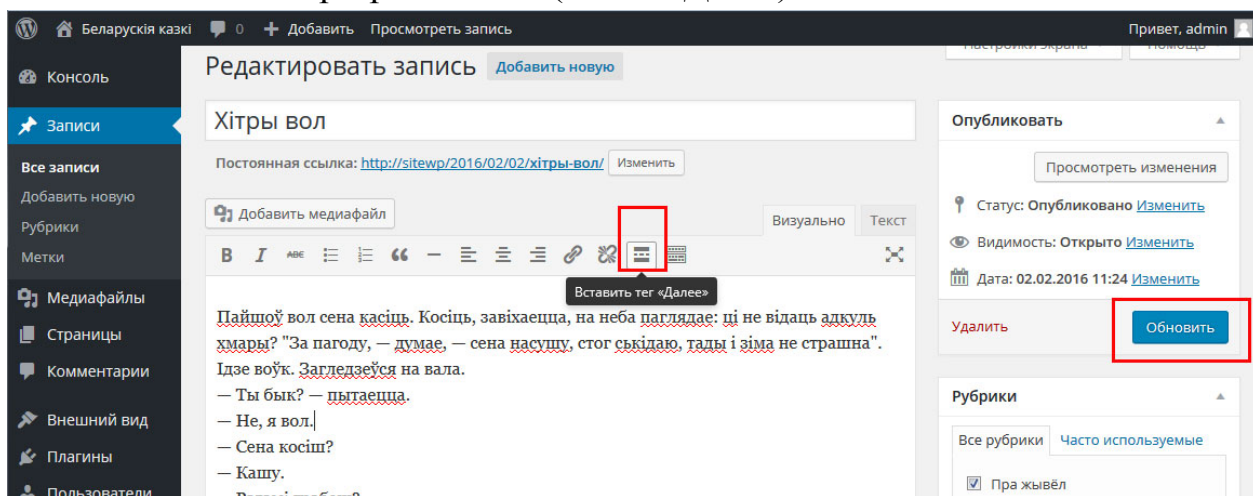 Беларускія казкі 0 + Добавить Просмотреть запись Привет, admin
Консоль
Записи
Все записи
Добавить новую
Рубрики
Метки
Медиафайлы
Страницы
Комментарии
Внешний вид
Плагины
Пользователи
Редактировать запись Добавить новую
Хітры вол
Постоянная ссылка: http://sitewp/2016/02/02/хітры-вол/ Изменить
Добавить медиафайл
Визуально Текст
B I ABE
Вставить тег «Далее»
Пайшоў вол сена касіць. Косіць, завіхаецца, на неба паглядае: ці не відаць адкуль
хмары? "За пагоду, — думае, — сена насушу, стог ськідаю, тады і зіма не страшна".
Ідзе воўк. Загледзеўся на вала.
— Ты бык? — пытаецца.
— Не, я вол.
— Сена косіш?
— Кашу.
Опубликовать
Просмотреть изменения
Статус: Опубликовано Изменить
Видимость: Открыто Изменить
Дата: 02.02.2016 11:24 Изменить
Удалить Обновить
Рубрики
Все рубрики Часто используемые
Пра жывёл